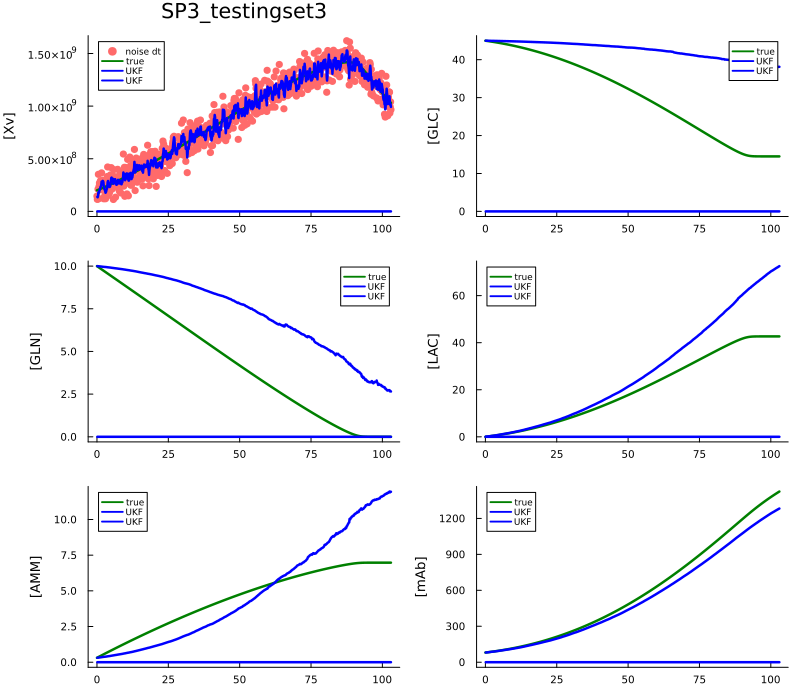 SP3_testingset3
[Xv]
1.50×10⁹
1.00×10⁹
5.00×10⁸
0
0 25 50 75 100
noise dt
true
UKF
UKF
[GLC]
40
30
20
10
0
0 25 50 75 100
true
UKF
UKF
[GLN]
10.0
7.5
5.0
2.5
0.0
0 25 50 75 100
true
UKF
UKF
[LAC]
60
40
20
0
0 25 50 75 100
true
UKF
UKF
[AMM]
10.0
7.5
5.0
2.5
0.0
0 25 50 75 100
true
UKF
UKF
[mAb]
1200
900
600
300
0
0 25 50 75 100
true
UKF
UKF